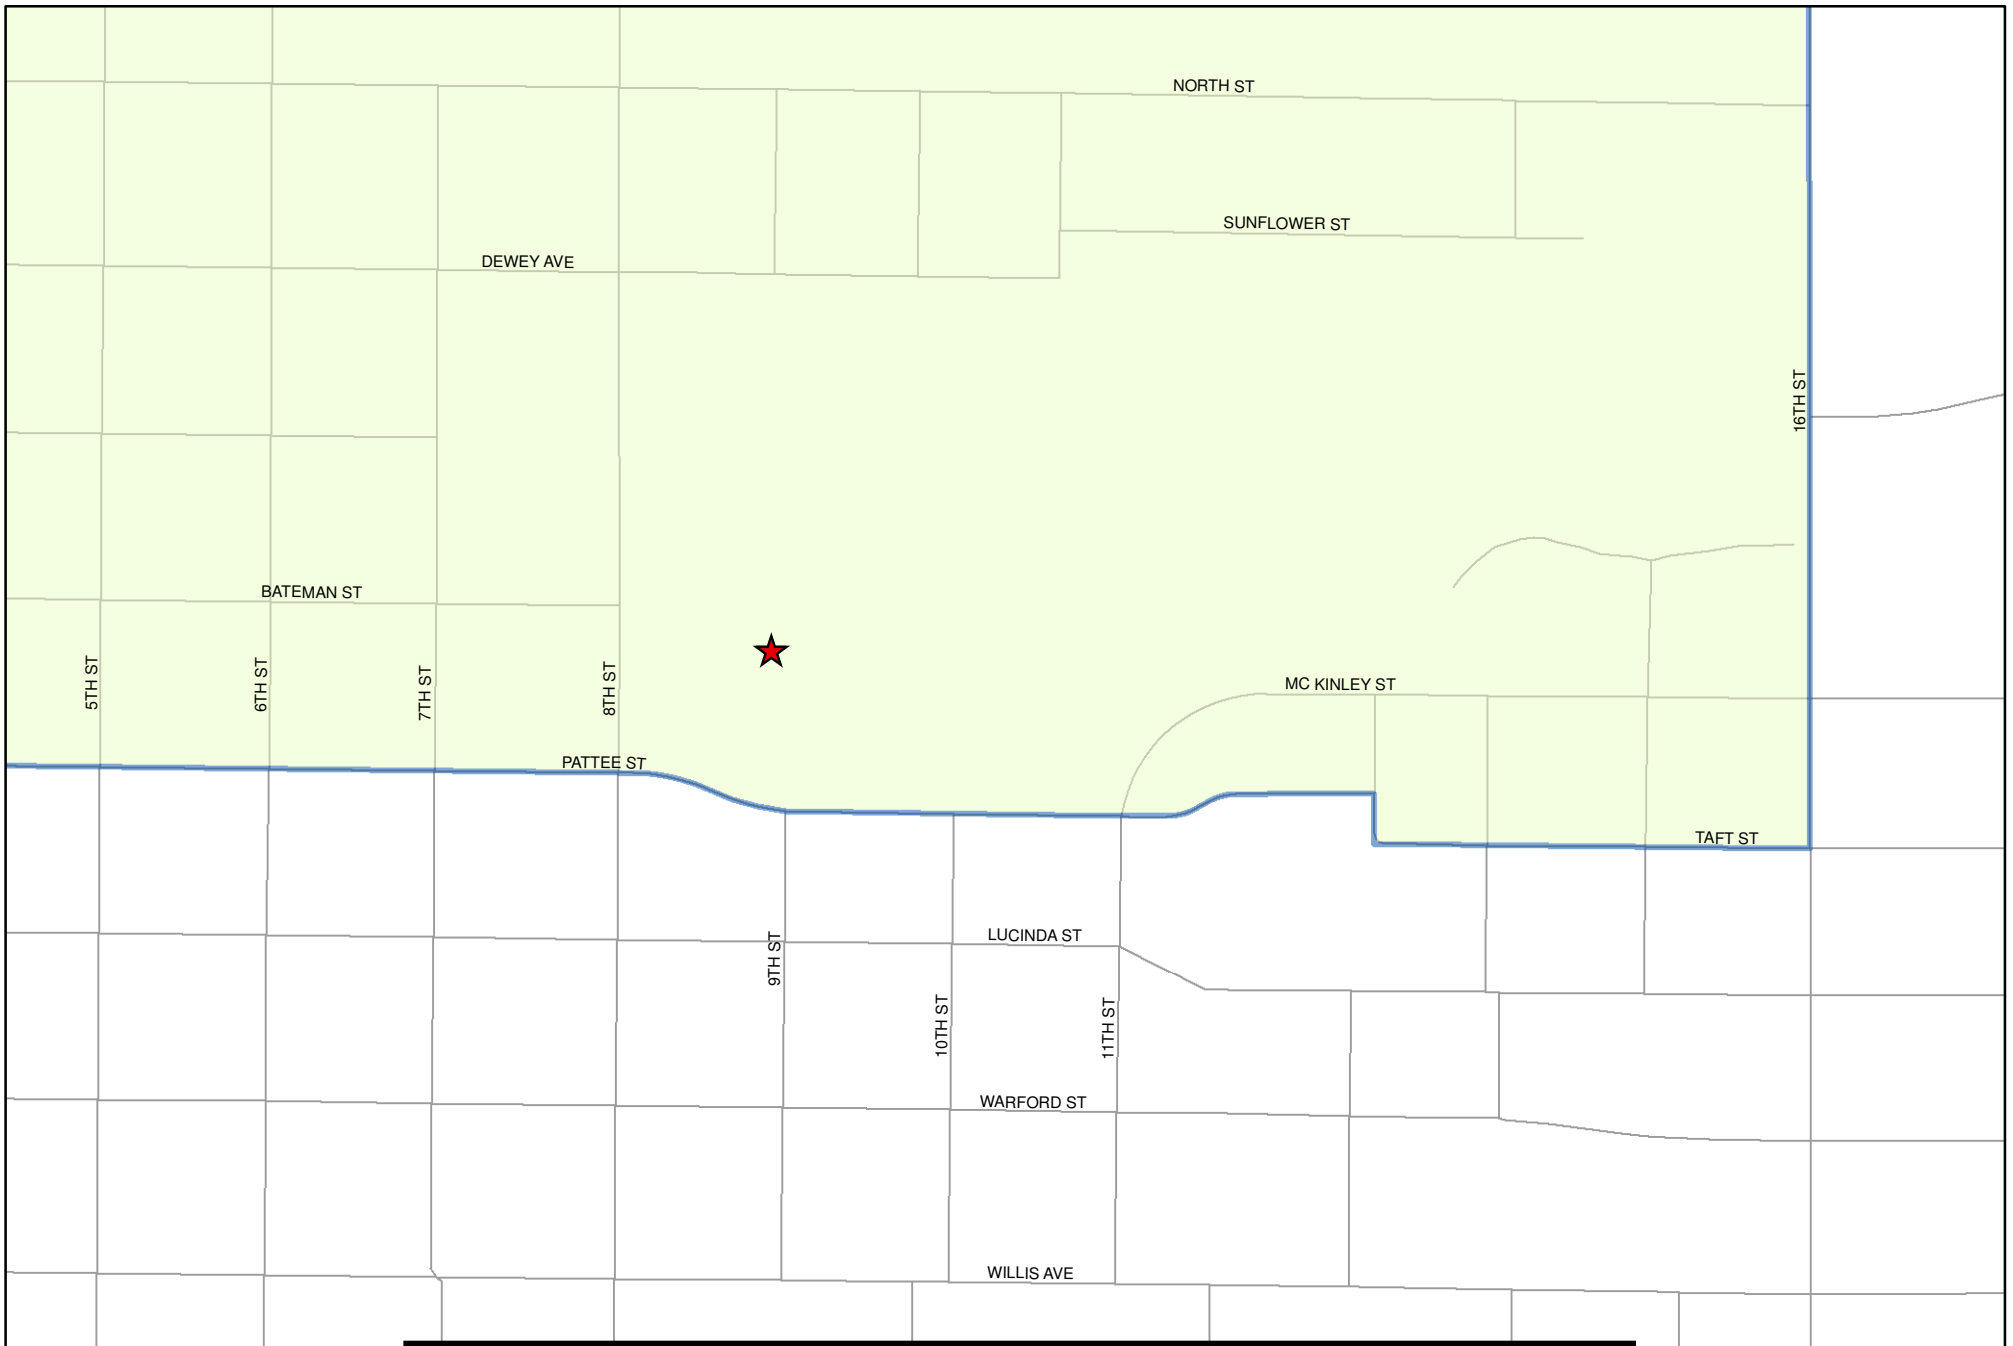 NORTH ST
SUNFLOWER ST
DEWEY AVE
16TH ST
BATEMAN ST
5TH ST
6TH ST
7TH ST
8TH ST
MC KINLEY ST
PATTEE ST
TAFT ST
LUCINDA ST
9TH ST
10TH ST
11TH ST
WARFORD ST
WILLIS AVE